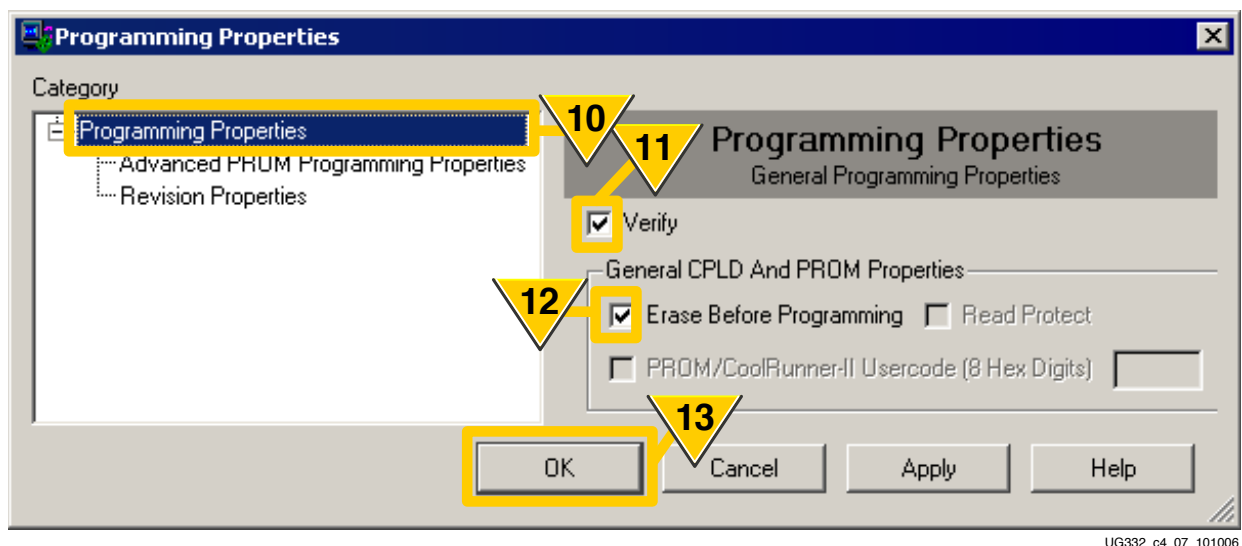 Programming Properties
Category
Programming Properties
Advanced PROM Programming Properties
Revision Properties
10
11
Programming Properties
General Programming Properties
Verify
General CPLD And PROM Properties
12
Erase Before Programming Read Protect
PROM/CoolRunner-II Usercode (8 Hex Digits)
13
OK Cancel Apply Help
UG332_c4_07_101006